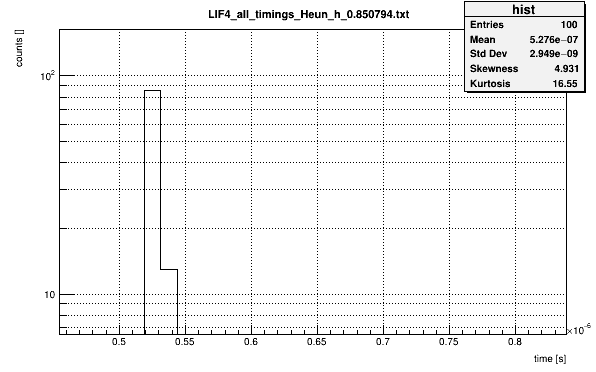 LIF4_all_timings_Heun_h_0.850794.txt
hist
Entries 100
Mean 5.276e−07
Std Dev 2.949e−09
Skewness 4.931
Kurtosis 16.55
counts []
10²
10
0.5 0.55 0.6 0.65 0.7 0.75 0.8
×10⁻⁶
time [s]